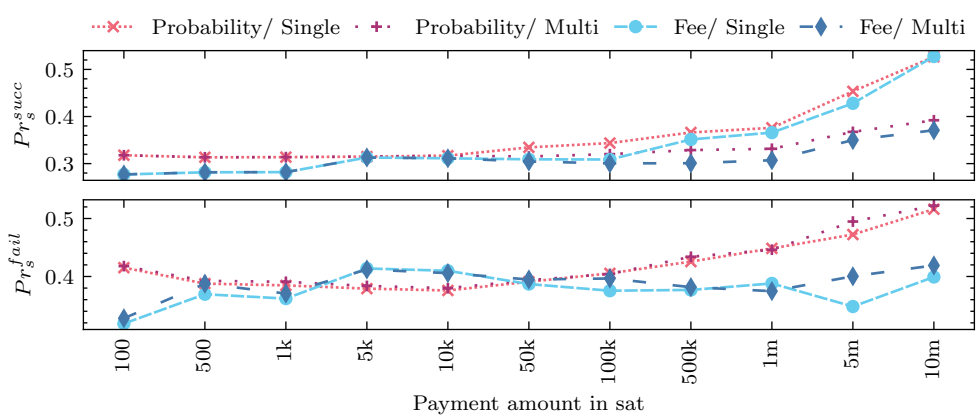 Probability/ Single Probability/ Multi Fee/ Single Fee/ Multi
0.5
0.4
0.3
Pr_s^{succ}
0.5
0.4
Pr_s^{fail}
100 500 1k 5k 10k 50k 100k 500k 1m 5m 10m
Payment amount in sat